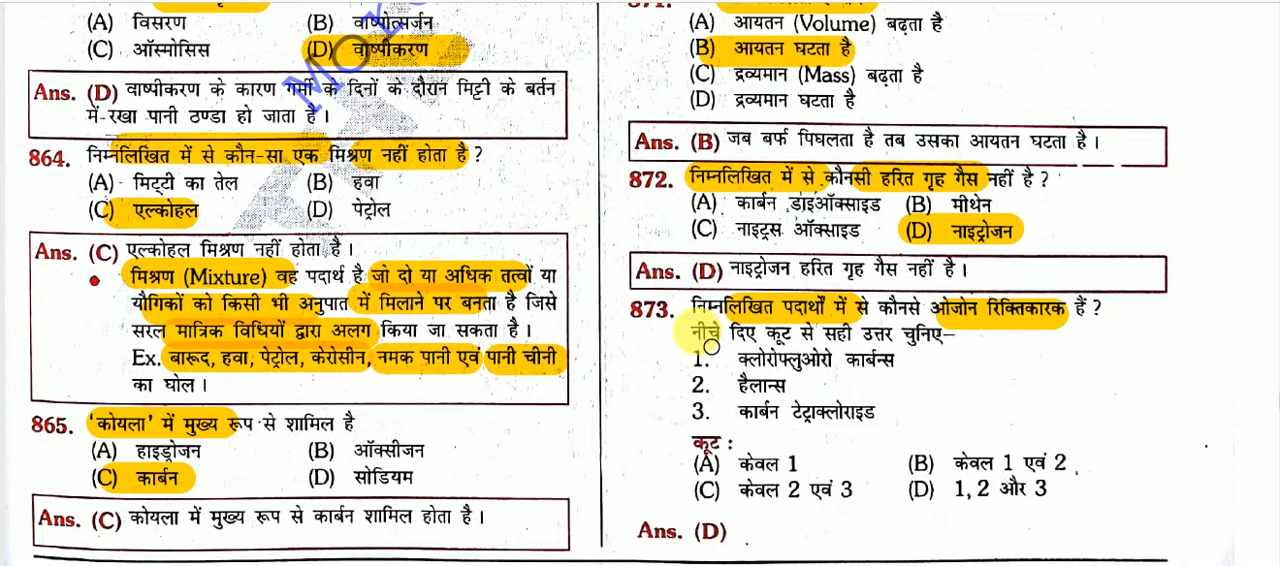 (A) विसरण (B) वाष्पोत्सर्जन
(C) ऑस्मोसिस (D) वाष्पीकरण
Ans. (D) वाष्पीकरण के कारण गर्मी के दिनों के दौरान मिट्टी के बर्तन
में रखा पानी ठण्डा हो जाता है।
864. निम्नलिखित में से कौन-सा एक मिश्रण नहीं होता है ?
(A) मिट्टी का तेल (B) हवा
(C) एल्कोहल (D) पेट्रोल
Ans. (C) एल्कोहल मिश्रण नहीं होता है।
● मिश्रण (Mixture) वह पदार्थ है जो दो या अधिक तत्वों या
यौगिकों को किसी भी अनुपात में मिलाने पर बनता है जिसे
सरल मात्रिक विधियों द्वारा अलग किया जा सकता है।
Ex. बारूद, हवा, पेट्रोल, केरोसीन, नमक पानी एवं पानी चीनी
का घोल।
865. 'कोयला' में मुख्य रूप से शामिल है
(A) हाइड्रोजन (B) ऑक्सीजन
(C) कार्बन (D) सोडियम
Ans. (C) कोयला में मुख्य रूप से कार्बन शामिल होता है।
871.
(A) आयतन (Volume) बढ़ता है
(B) आयतन घटता है
(C) द्रव्यमान (Mass) बढ़ता है
(D) द्रव्यमान घटता है
Ans. (B) जब बर्फ पिघलता है तब उसका आयतन घटता है।
872. निम्नलिखित में से कौनसी हरित गृह गैस नहीं है ?
(A) कार्बन डाईऑक्साइड (B) मीथेन
(C) नाइट्रस ऑक्साइड (D) नाइट्रोजन
Ans. (D) नाइट्रोजन हरित गृह गैस नहीं है।
873. निम्नलिखित पदार्थों में से कौनसे ओजोन रिक्तिकारक हैं ?
नीचे दिए कूट से सही उत्तर चुनिए–
1. क्लोरोफ्लुओरो कार्बन्स
2. हैलान्स
3. कार्बन टेट्राक्लोराइड
कूट :
(A) केवल 1 (B) केवल 1 एवं 2
(C) केवल 2 एवं 3 (D) 1, 2 और 3
Ans. (D)